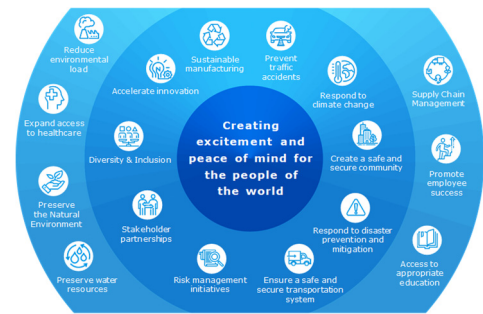 Reduce
environmental
load
Sustainable
manufacturing
Prevent
traffic
accidents
Accelerate innovation
Respond to
climate change
Supply Chain
Management
Expand access
to healthcare
Creating
excitement and
peace of mind for
the people of
the world
Diversity & Inclusion
Create a safe and
secure community
Promote
employee
success
Preserve
the Natural
Environment
Stakeholder
partnerships
Respond to disaster
prevention and
mitigation
Preserve water
resources
Risk management
initiatives
Ensure a safe and
secure transportation
system
Access to
appropriate
education